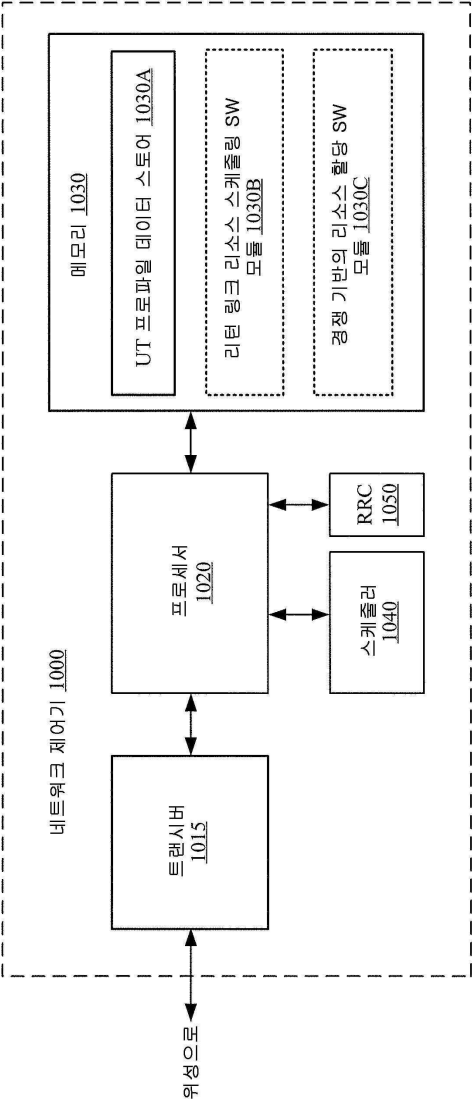 네트워크 제어기 1000
위성으로
트랜시버
1015
프로세서
1020
스케줄러
1040
RRC
1050
메모리 1030
UT 프로파일 데이터 스토어 1030A
리턴 링크 리소스 스케줄링 SW
모듈 1030B
경쟁 기반의 리소스 할당 SW
모듈 1030C